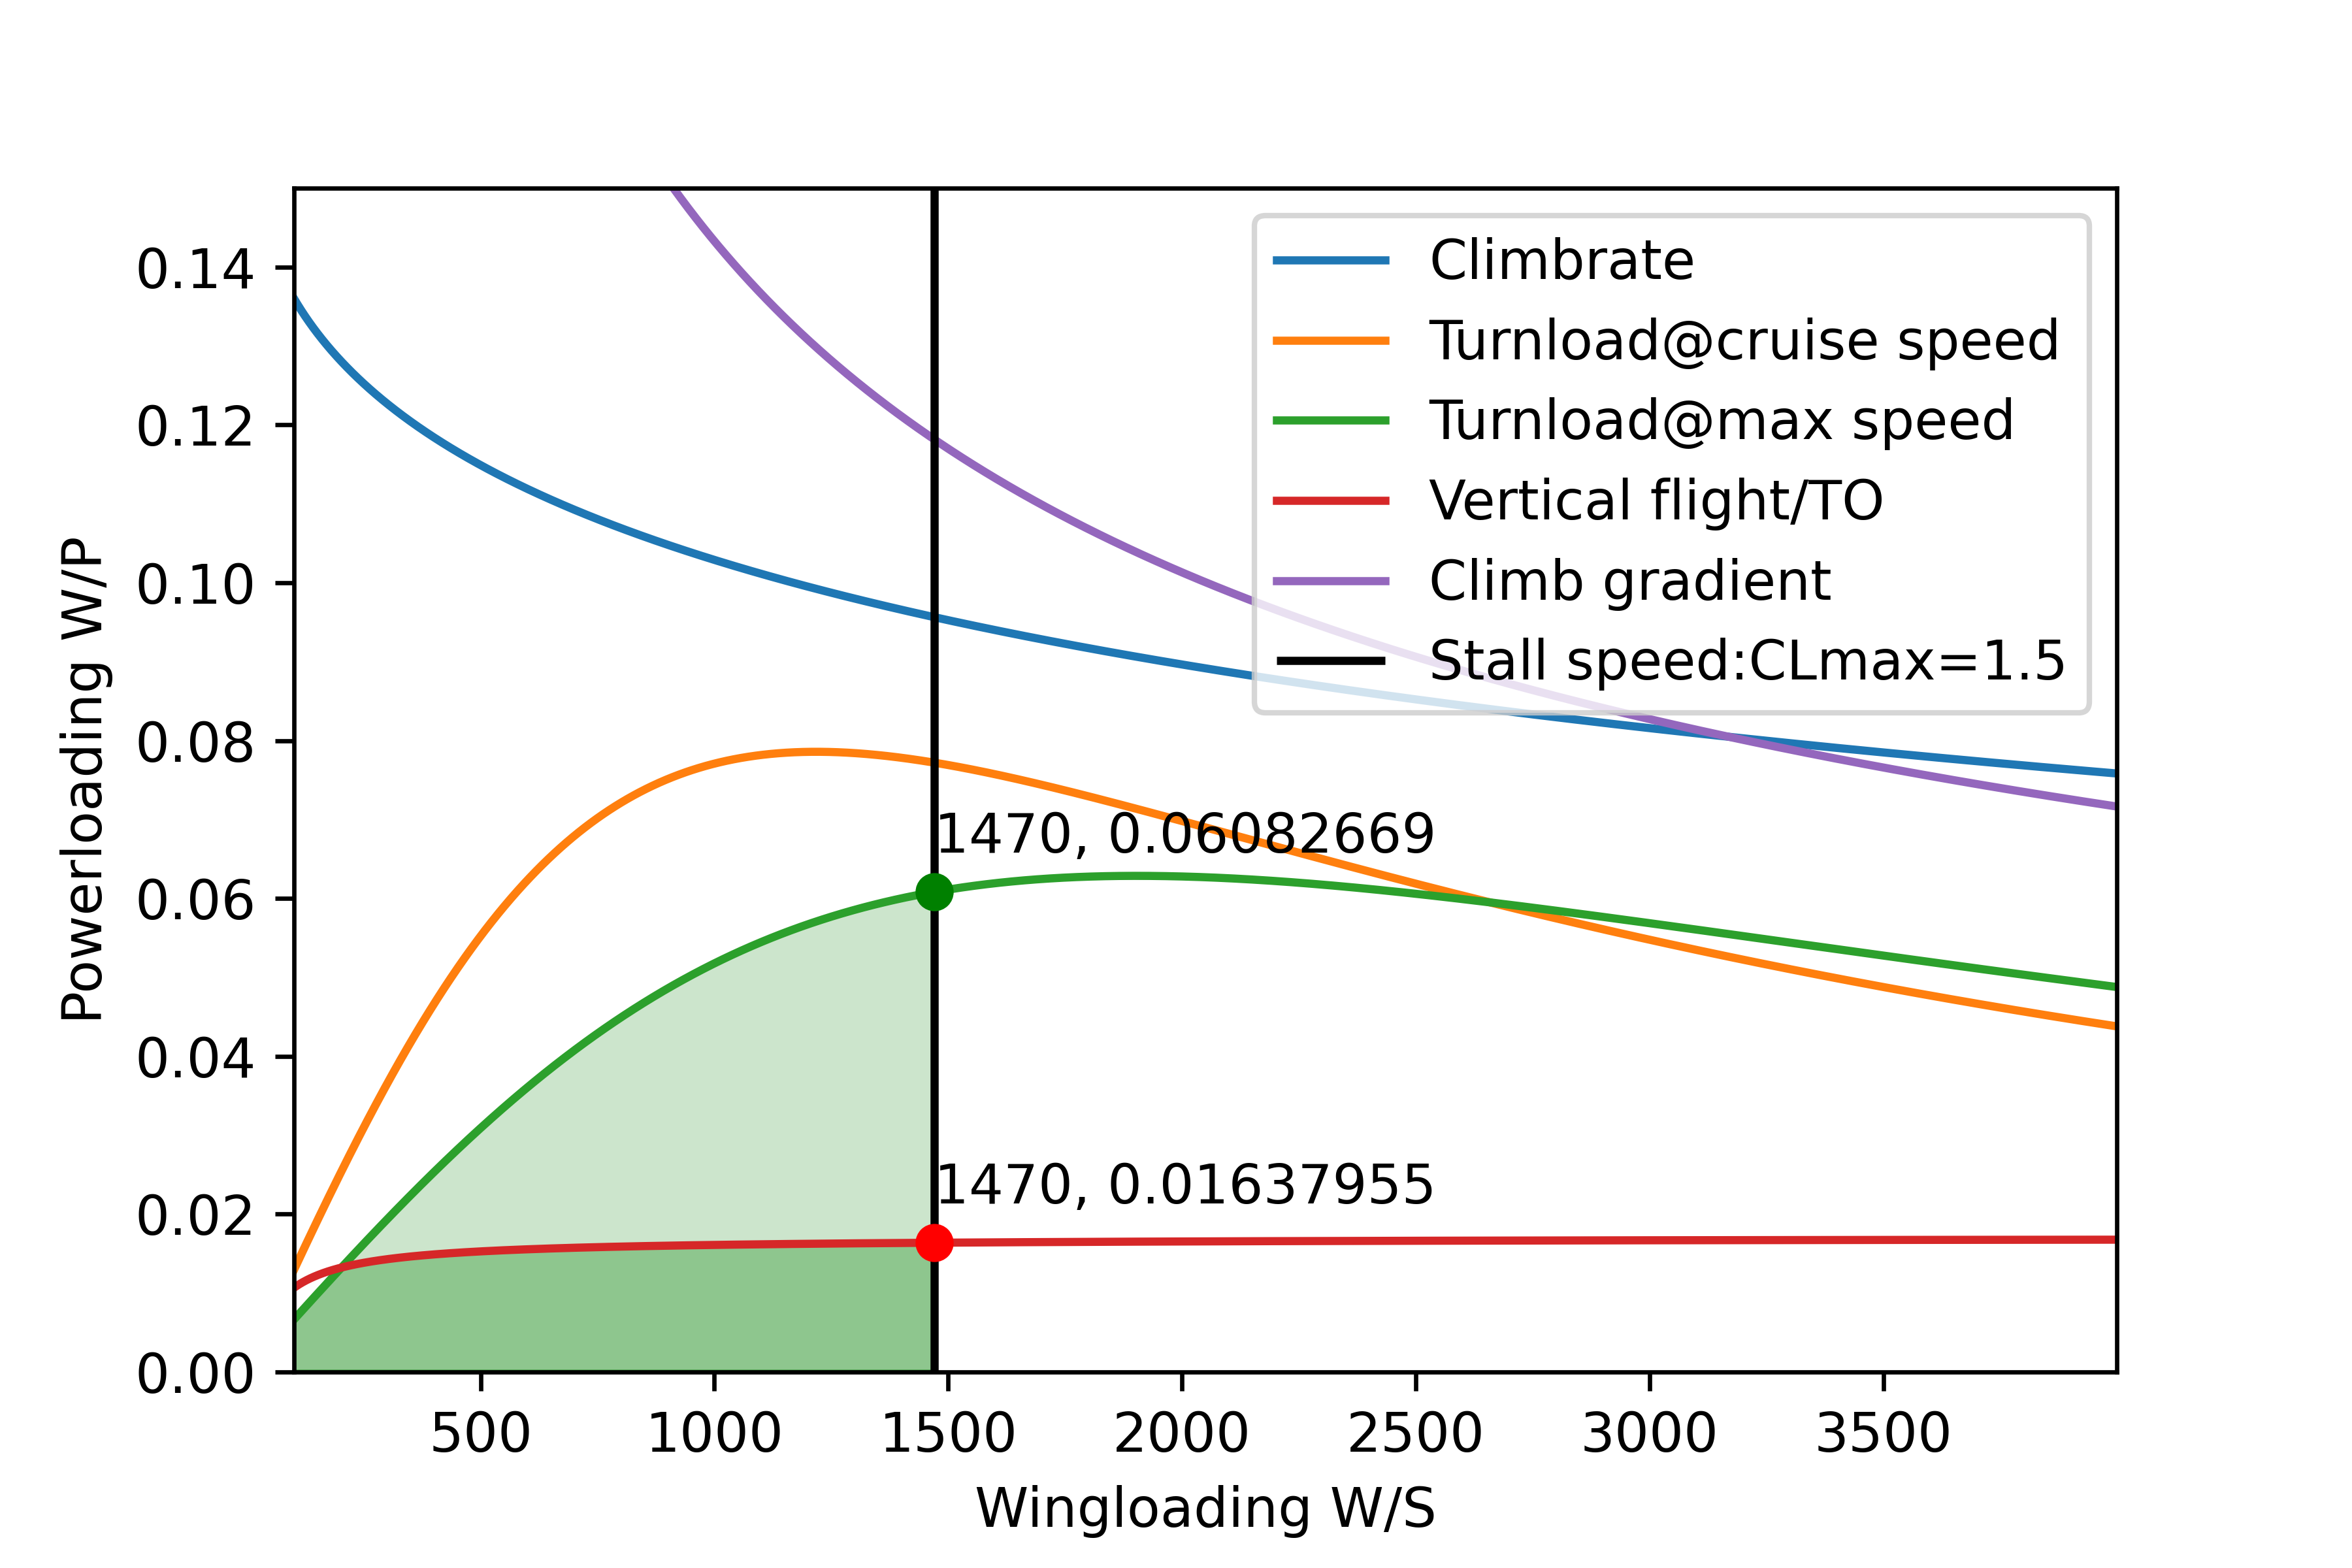 Powerloading W/P
0.14
0.12
0.10
0.08
0.06
0.04
0.02
0.00
Climbrate
Turnload@cruise speed
Turnload@max speed
Vertical flight/TO
Climb gradient
Stall speed:CLmax=1.5
1470, 0.06082669
1470, 0.01637955
500 1000 1500 2000 2500 3000 3500
Wingloading W/S